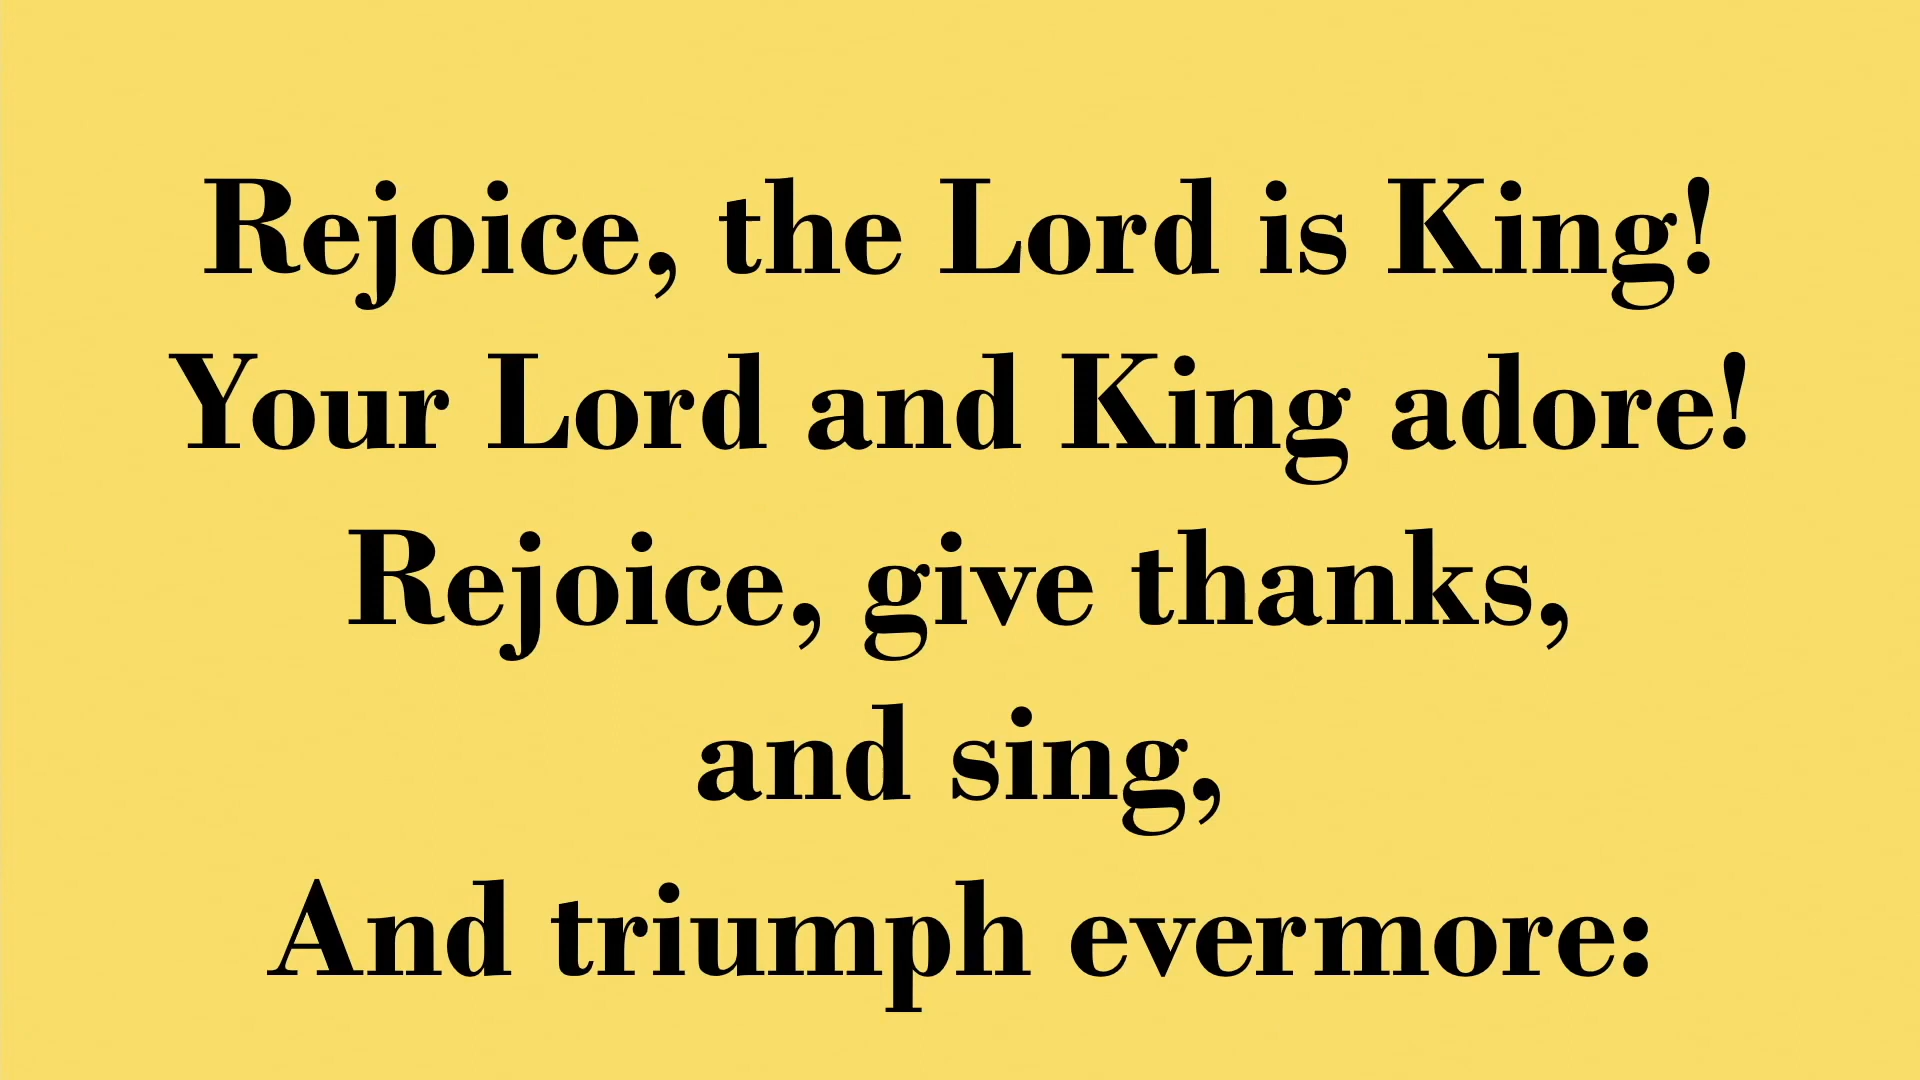 Rejoice, the Lord is King!
Your Lord and King adore!
Rejoice, give thanks,
and sing,
And triumph evermore: